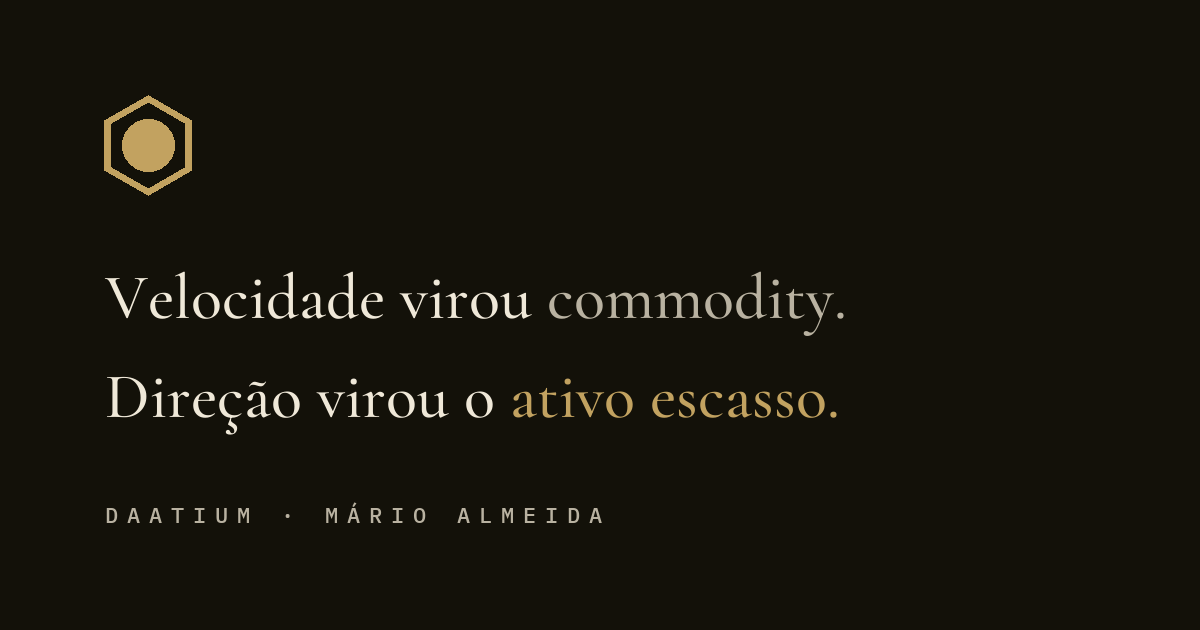 Velocidade virou commodity.
Direção virou o ativo escasso.
DAATIUM · MÁRIO ALMEIDA